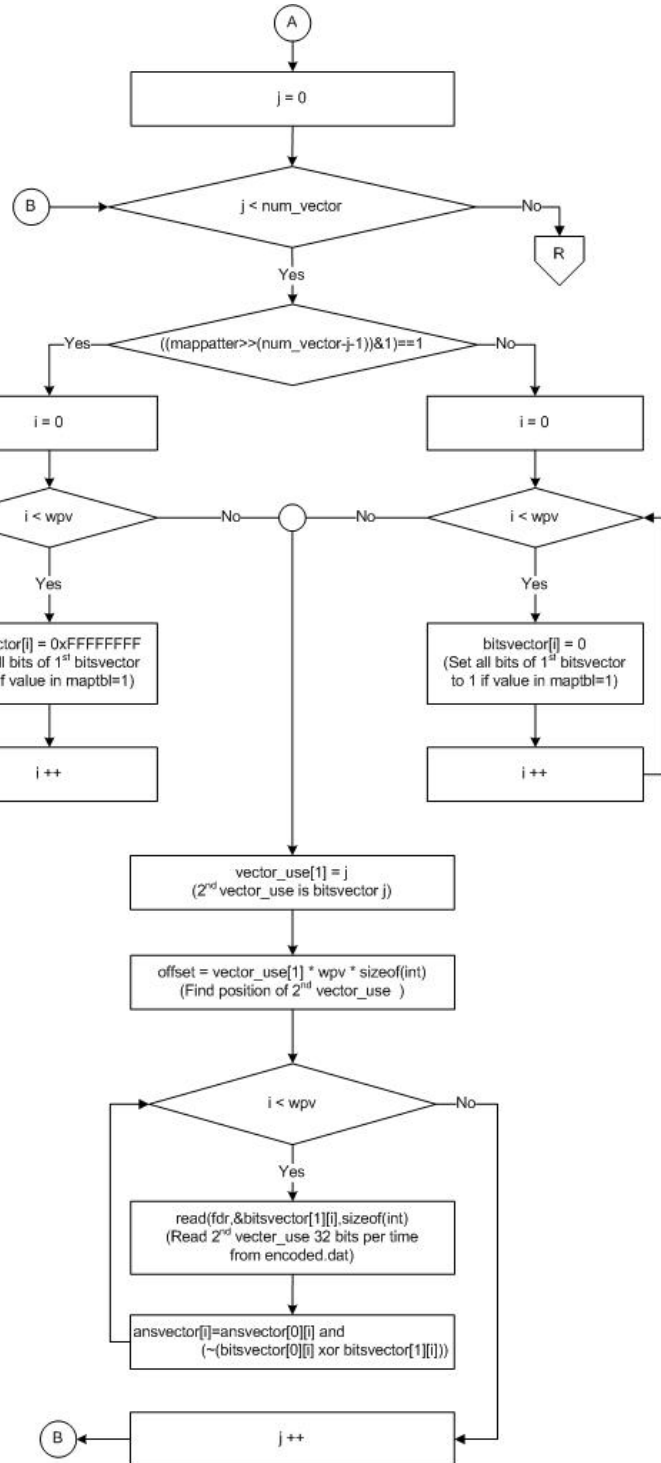 A
j = 0
B
j < num_vector
No
R
Yes
Yes
((mappatter>>(num_vector-j-1))&1)==1
No
i = 0
i = 0
i < wpv
No
No
i < wpv
Yes
Yes
ctor[i] = 0xFFFFFFFF
ll bits of 1st bitsvector
f value in maptbl=1)
bitsvector[i] = 0
(Set all bits of 1st bitsvector
to 1 if value in maptbl=1)
i ++
i ++
vector_use[1] = j
(2nd vector_use is bitsvector j)
offset = vector_use[1] * wpv * sizeof(int)
(Find position of 2nd vector_use )
i < wpv
No
Yes
read(fdr,&bitsvector[1][i],sizeof(int)
(Read 2nd vecter_use 32 bits per time
from encoded.dat)
ansvector[i]=ansvector[0][i] and
(~(bitsvector[0][i] xor bitsvector[1][i]))
B
j ++